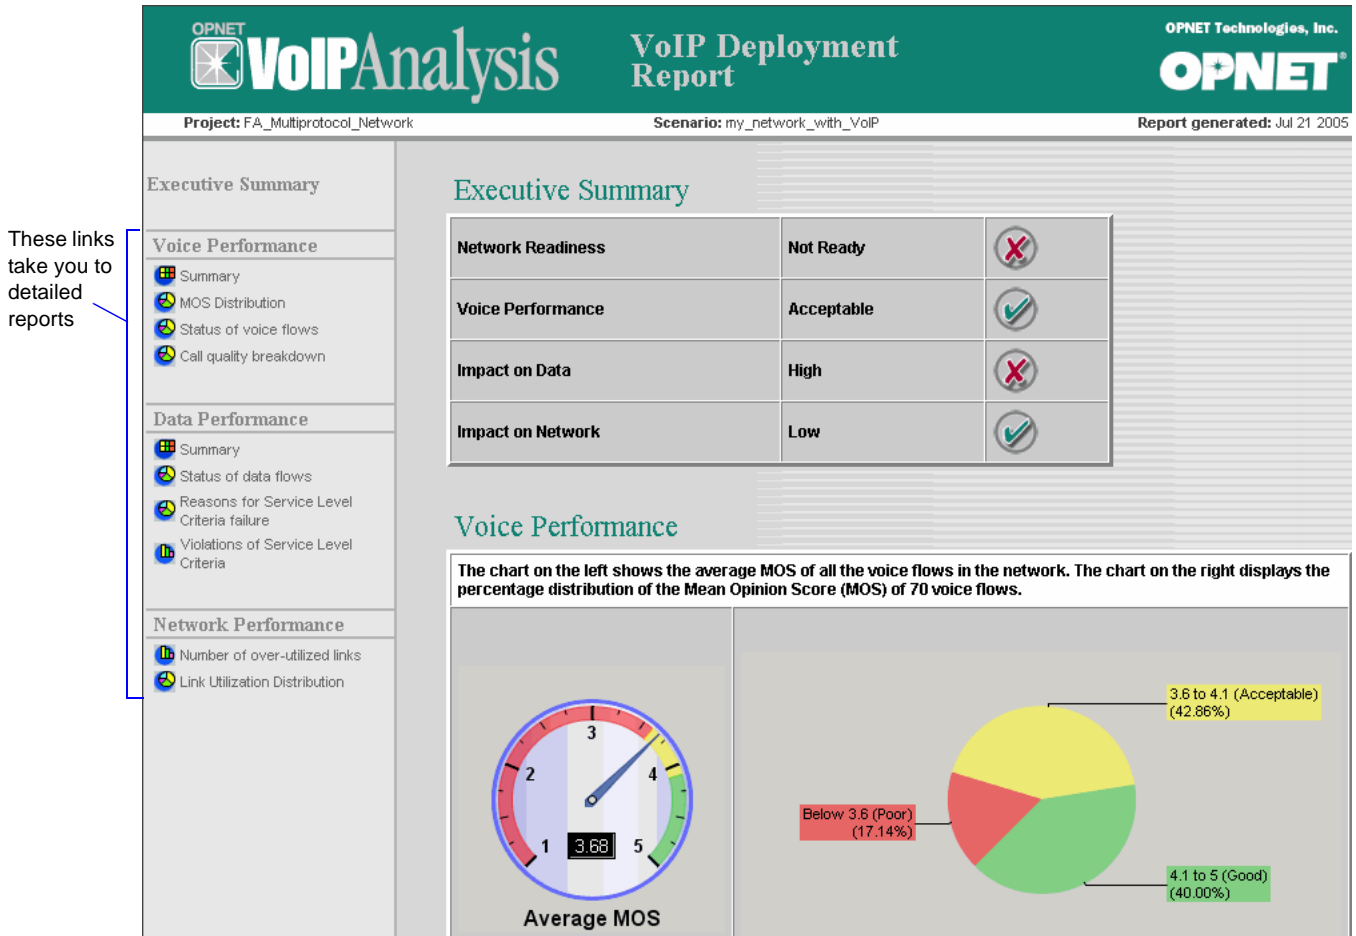 OPNET
VoIPAnalysis
VoIP Deployment
Report
OPNET Technologies, Inc.
OPNET®
Project: FA_Multiprotocol_Network
Scenario: my_network_with_VoIP
Report generated: Jul 21 2005
These links
take you to
detailed
reports
Executive Summary
Voice Performance
Summary
MOS Distribution
Status of voice flows
Call quality breakdown
Data Performance
Summary
Status of data flows
Reasons for Service Level
Criteria failure
Violations of Service Level
Criteria
Network Performance
Number of over-utilized links
Link Utilization Distribution
Executive Summary
Network Readiness Not Ready
Voice Performance Acceptable
Impact on Data High
Impact on Network Low
Voice Performance
The chart on the left shows the average MOS of all the voice flows in the network. The chart on the right displays the
percentage distribution of the Mean Opinion Score (MOS) of 70 voice flows.
3
2 4
1 3.68 5
Average MOS
3.6 to 4.1 (Acceptable)
(42.86%)
Below 3.6 (Poor)
(17.14%)
4.1 to 5 (Good)
(40.00%)